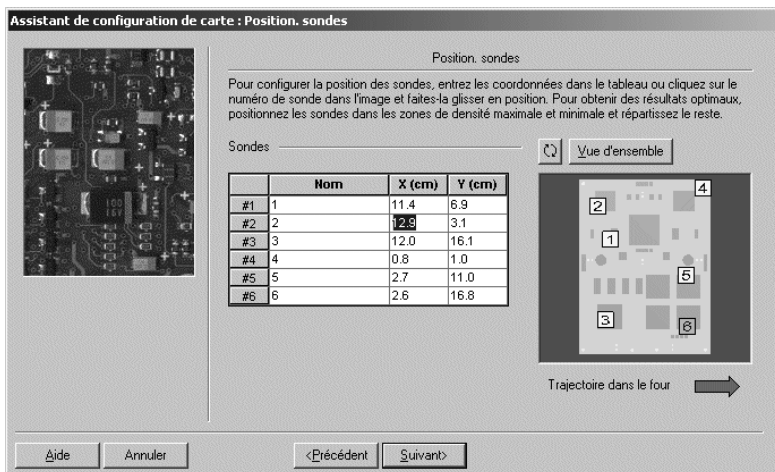 Assistant de configuration de carte : Position. sondes
Position. sondes
Pour configurer la position des sondes, entrez les coordonnées dans le tableau ou cliquez sur le
numéro de sonde dans l'image et faites-la glisser en position. Pour obtenir des résultats optimaux,
positionnez les sondes dans les zones de densité maximale et minimale et répartissez le reste.
Sondes
Vue d'ensemble
Nom X (cm) Y (cm)
#1 1 11.4 6.9
#2 2 12.9 3.1
#3 3 12.0 16.1
#4 4 0.8 1.0
#5 5 2.7 11.0
#6 6 2.6 16.8
4
2
1
5
3
6
100
16V
Trajectoire dans le four
Aide Annuler <Précédent Suivant>